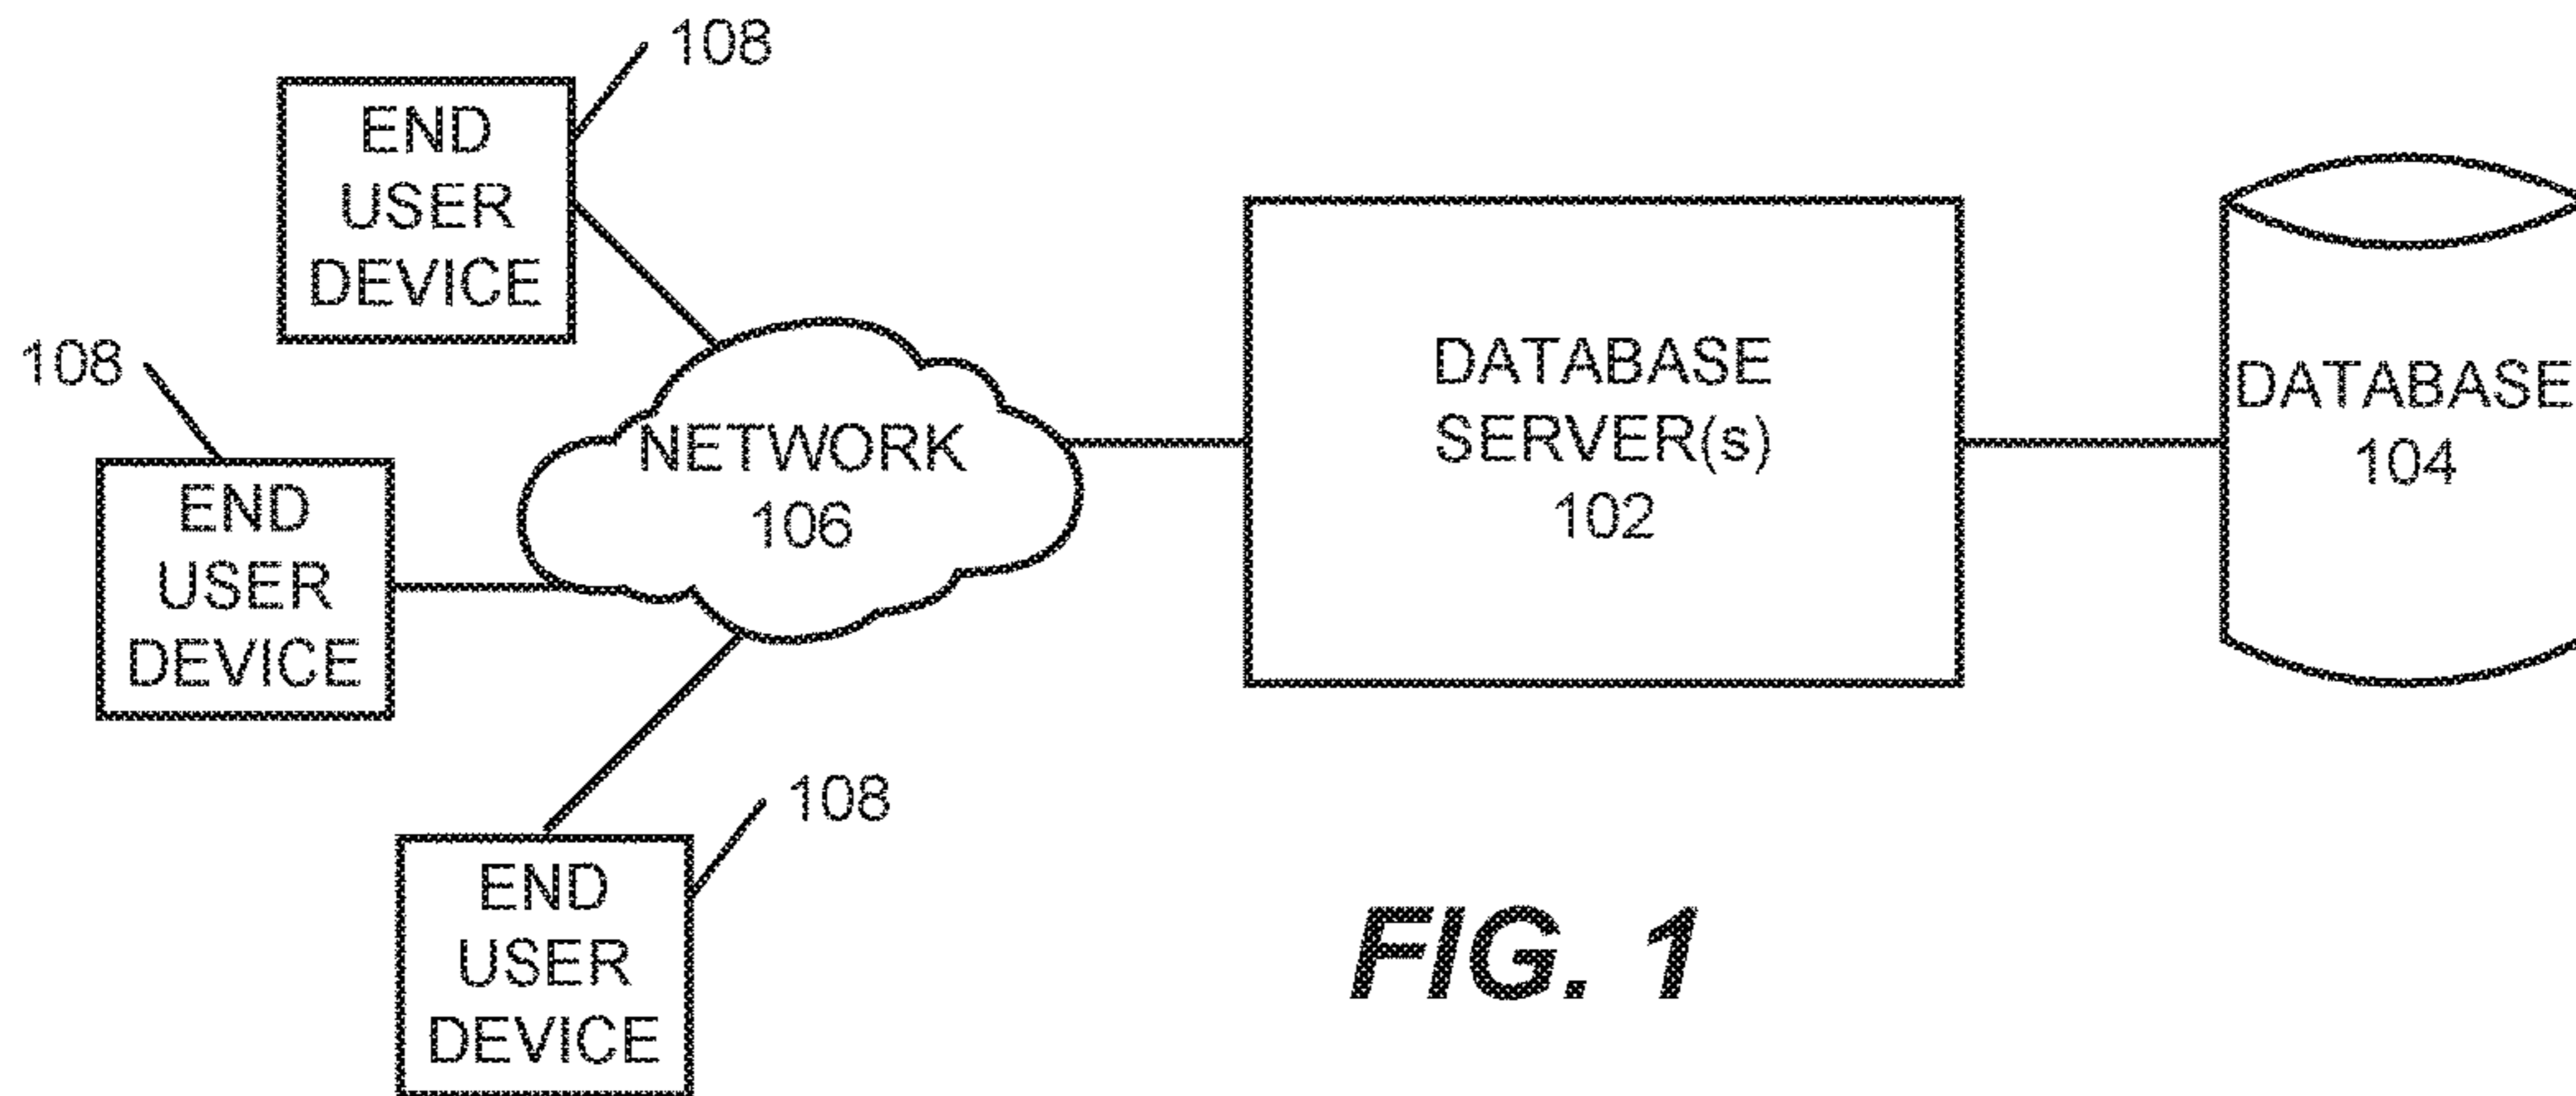 108
END
USER
DEVICE
108
END
USER
DEVICE
NETWORK
106
DATABASE
SERVER(s)
102
DATABASE
104
108
END
USER
DEVICE
FIG. 1